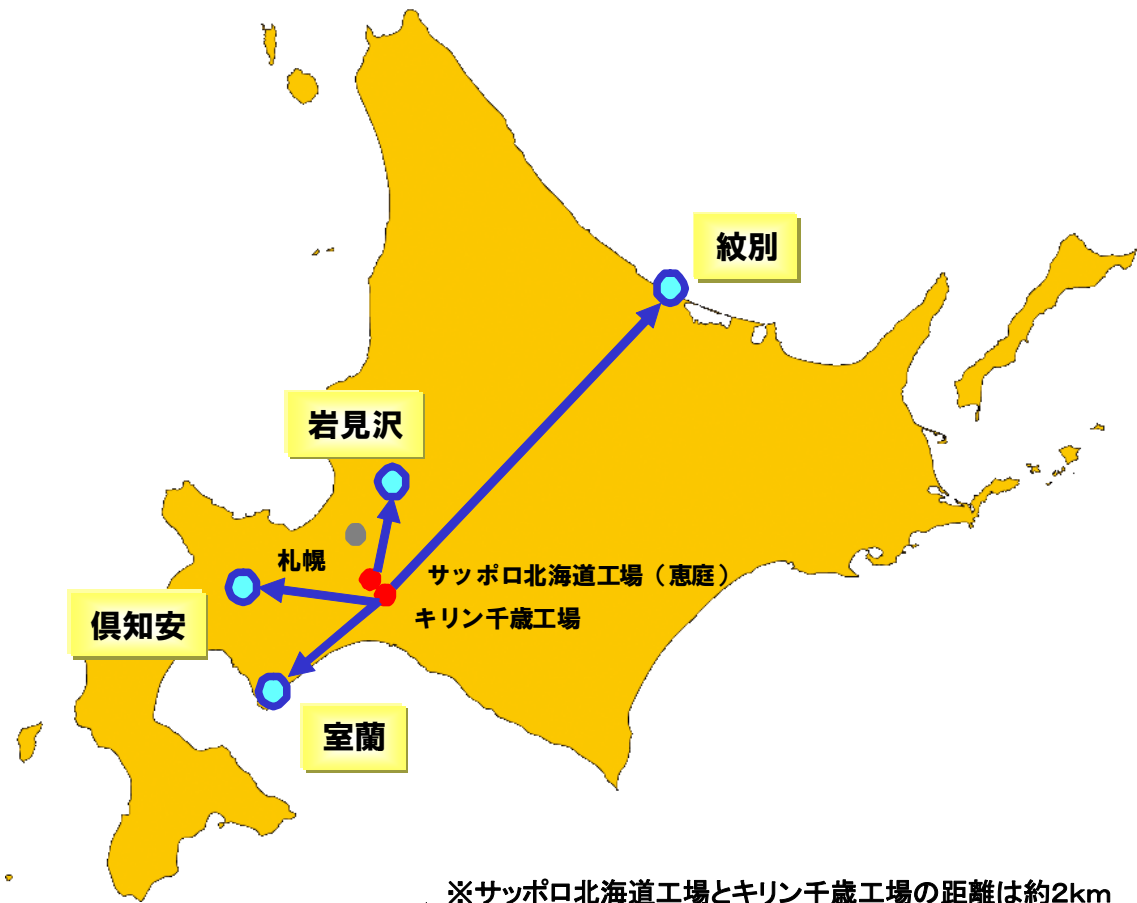 紋別
岩見沢
札幌
サッポロ北海道工場（恵庭）
キリン千歳工場
倶知安
室蘭
※サッポロ北海道工場とキリン千歳工場の距離は約2km